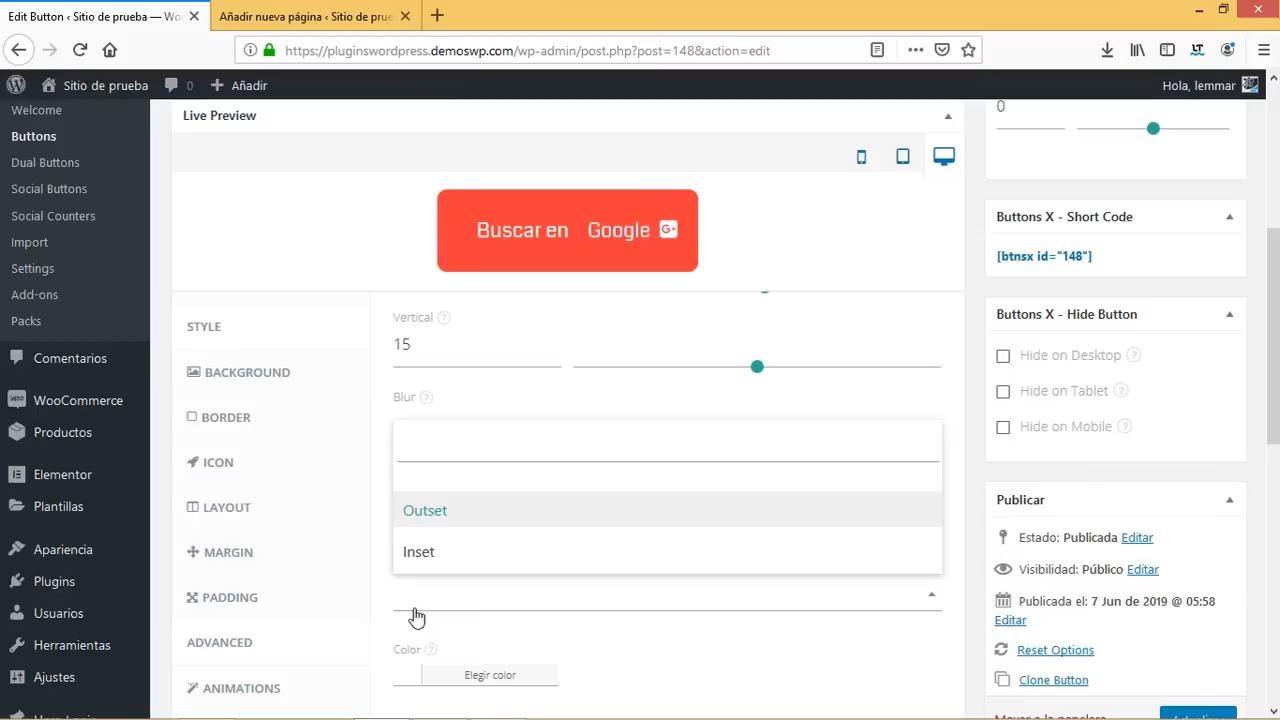 Edit Button ‹ Sitio de prueba — Wo
Añadir nueva página ‹ Sitio de prue
https://pluginswordpress.demoswp.com/wp-admin/post.php?post=148&action=edit
Sitio de prueba
0
Añadir
Hola, lemmar
Welcome
Buttons
Dual Buttons
Social Buttons
Social Counters
Import
Settings
Add-ons
Packs
Comentarios
WooCommerce
Productos
Elementor
Plantillas
Apariencia
Plugins
Usuarios
Herramientas
Ajustes
Live Preview
Buscar en Google G+
STYLE
BACKGROUND
BORDER
ICON
LAYOUT
MARGIN
PADDING
ADVANCED
ANIMATIONS
Vertical ?
15
Blur ?
Outset
Inset
Color ?
Elegir color
0
Buttons X - Short Code
[btnsx id="148"]
Buttons X - Hide Button
Hide on Desktop ?
Hide on Tablet ?
Hide on Mobile ?
Publicar
Estado: Publicada Editar
Visibilidad: Público Editar
Publicada el: 7 Jun de 2019 @ 05:58
Editar
Reset Options
Clone Button